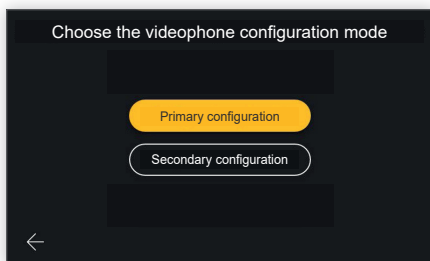 Choose the videophone configuration mode
Primary configuration
Secondary configuration